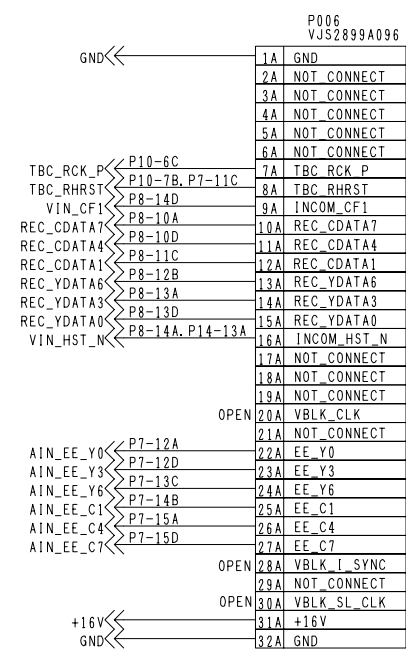 P006
VJS2899A096
GND 1A GND
2A NOT_CONNECT
3A NOT_CONNECT
4A NOT_CONNECT
5A NOT_CONNECT
6A NOT_CONNECT
TBC_RCK_P P10-6C 7A TBC_RCK_P
TBC_RHRST P10-7B. P7-11C 8A TBC_RHRST
VIN_CF1 P8-14D 9A INCOM_CF1
REC_CDATA7 P8-10A 10A REC_CDATA7
REC_CDATA4 P8-10D 11A REC_CDATA4
REC_CDATA1 P8-11C 12A REC_CDATA1
REC_YDATA6 P8-12B 13A REC_YDATA6
REC_YDATA3 P8-13A 14A REC_YDATA3
REC_YDATA0 P8-13D 15A REC_YDATA0
VIN_HST_N P8-14A. P14-13A 16A INCOM_HST_N
17A NOT_CONNECT
18A NOT_CONNECT
19A NOT_CONNECT
OPEN 20A VBLK_CLK
21A NOT_CONNECT
AIN_EE_Y0 P7-12A 22A EE_Y0
AIN_EE_Y3 P7-12D 23A EE_Y3
AIN_EE_Y6 P7-13C 24A EE_Y6
AIN_EE_C1 P7-14B 25A EE_C1
AIN_EE_C4 P7-15A 26A EE_C4
AIN_EE_C7 P7-15D 27A EE_C7
OPEN 28A VBLK_I_SYNC
29A NOT_CONNECT
OPEN 30A VBLK_SL_CLK
+16V 31A +16V
GND 32A GND